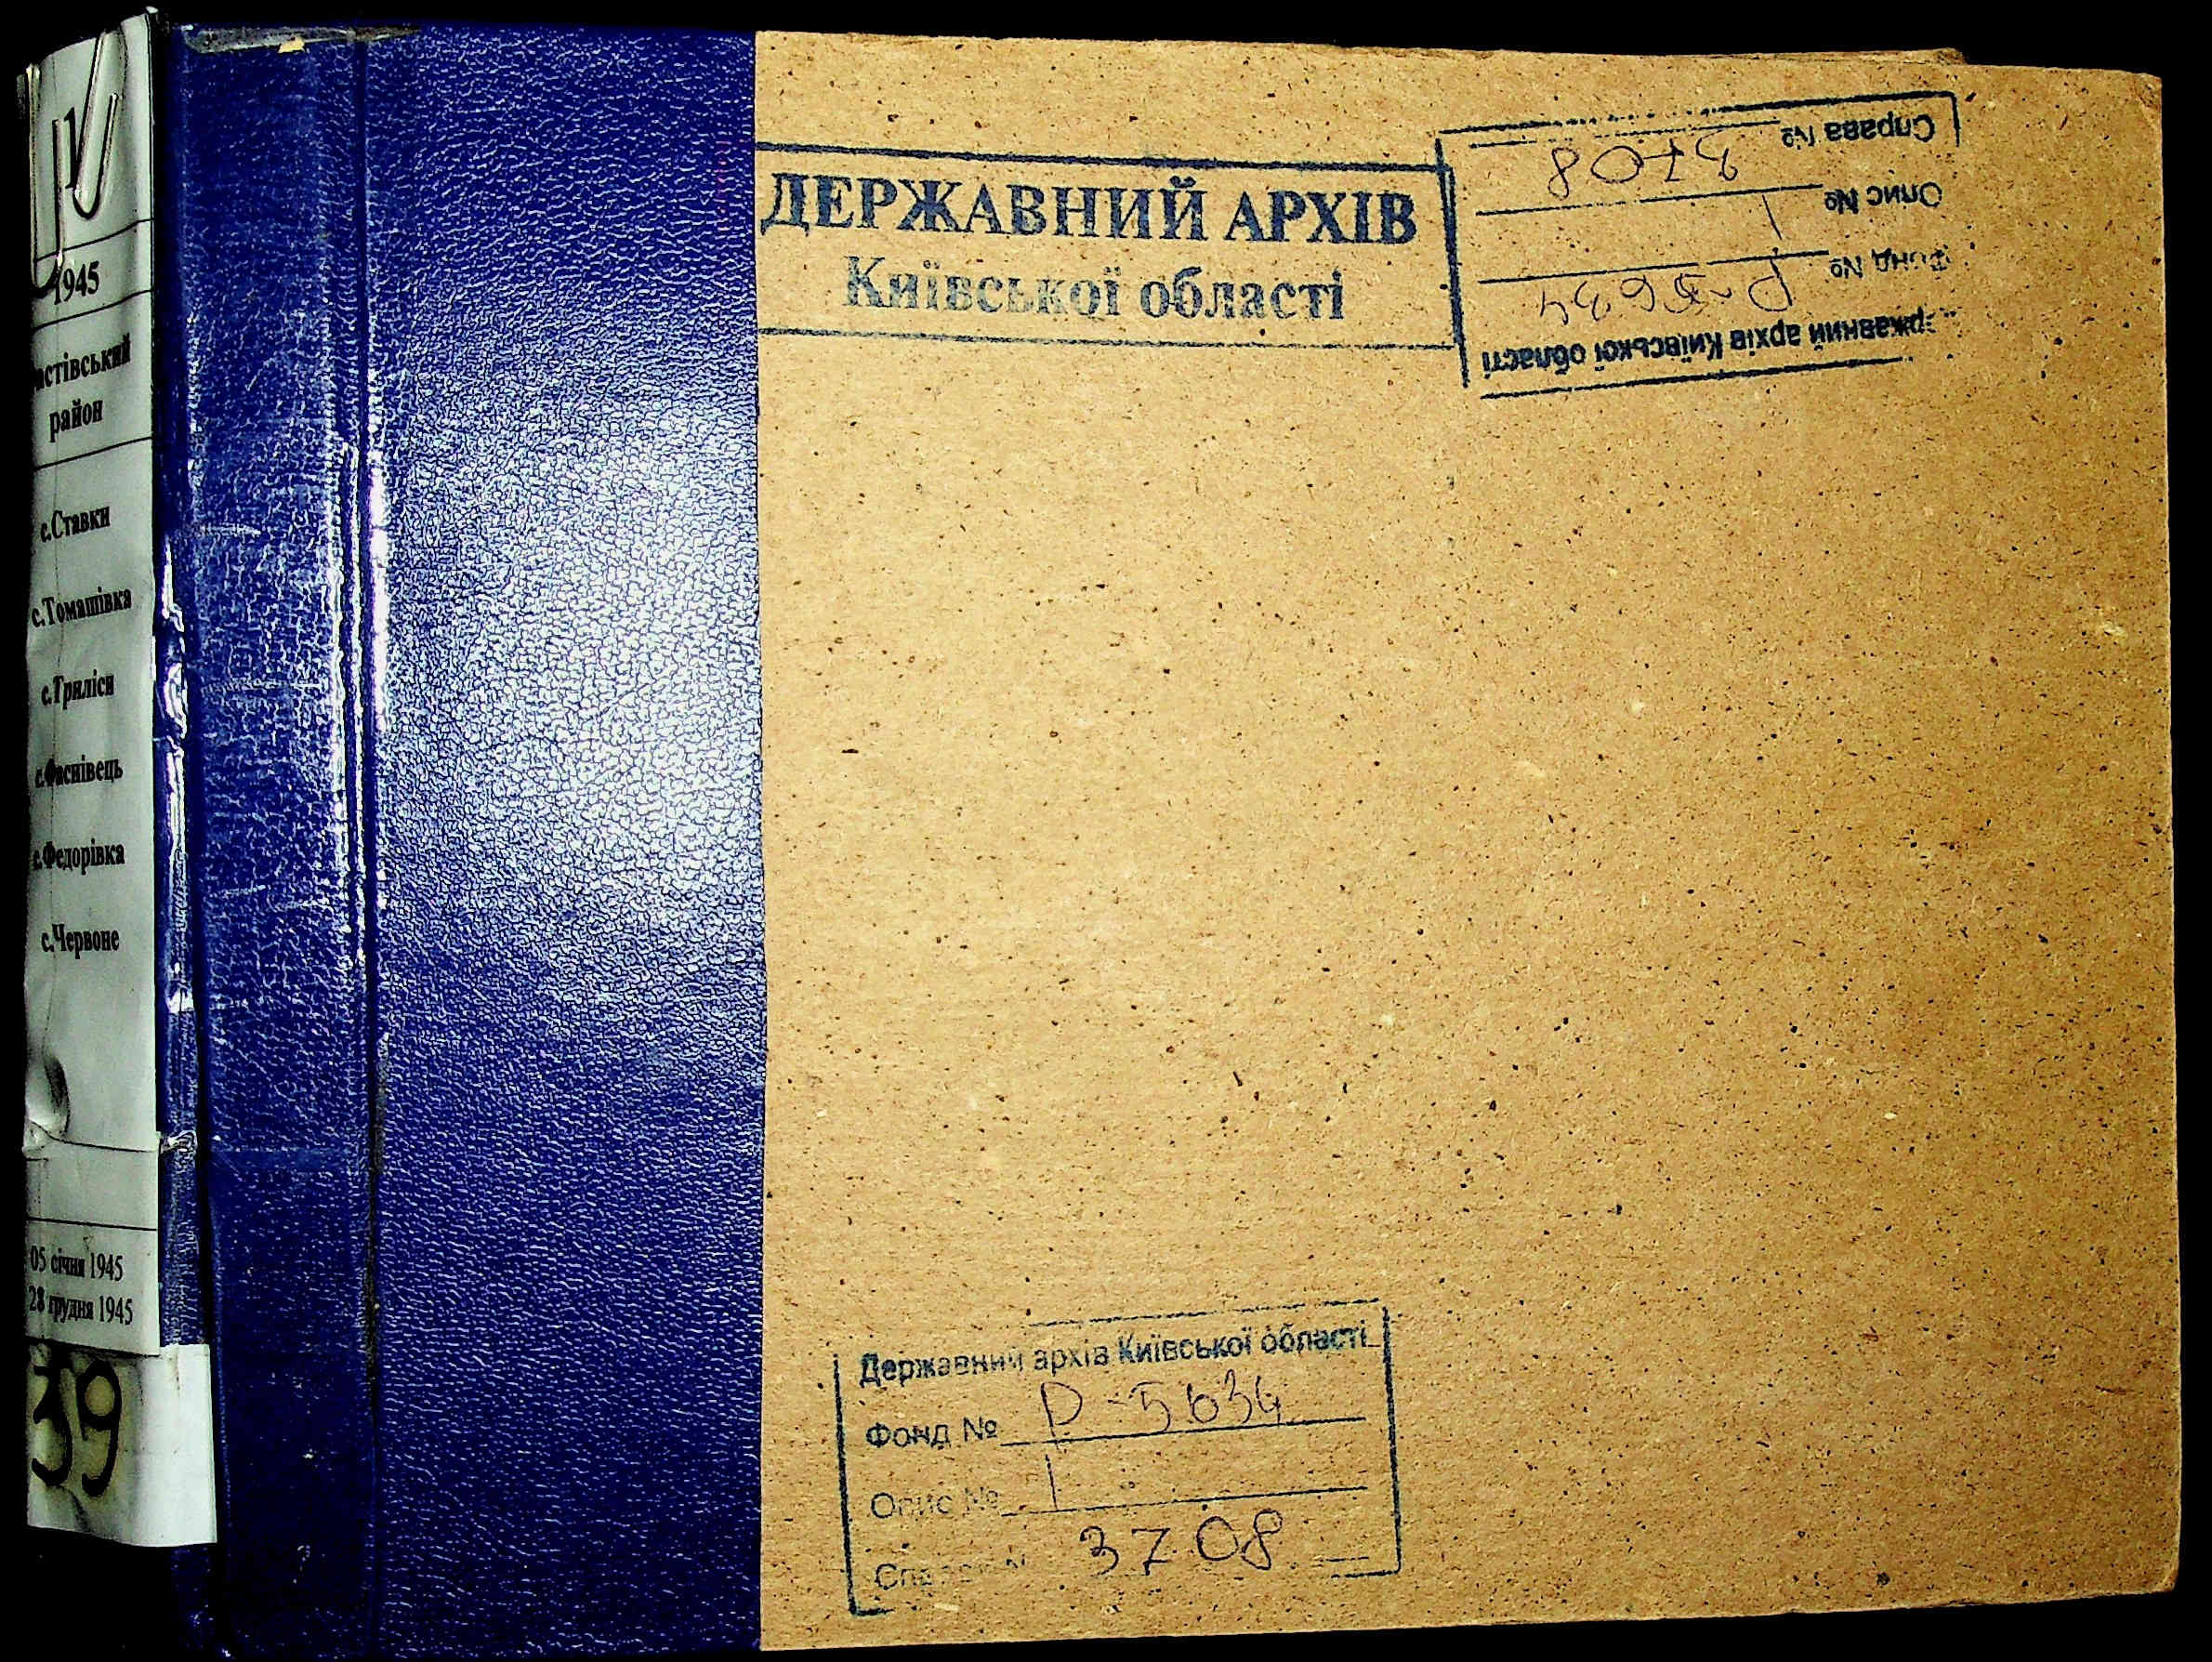 1945
район
с.Ставки
с.Томашівка
с.Триліси
с.Фаснівець
с.Федорівка
с.Червоне
05 січня 1945
28 грудня 1945
39
ДЕРЖАВНИЙ АРХІВ
Київської області
Державний архів Київської області
Фонд № Р-5634
Опис № 1
Справа № 3708
Державний архів Київської області
Фонд № Р-5634
Опис № 1
Справа № 3708